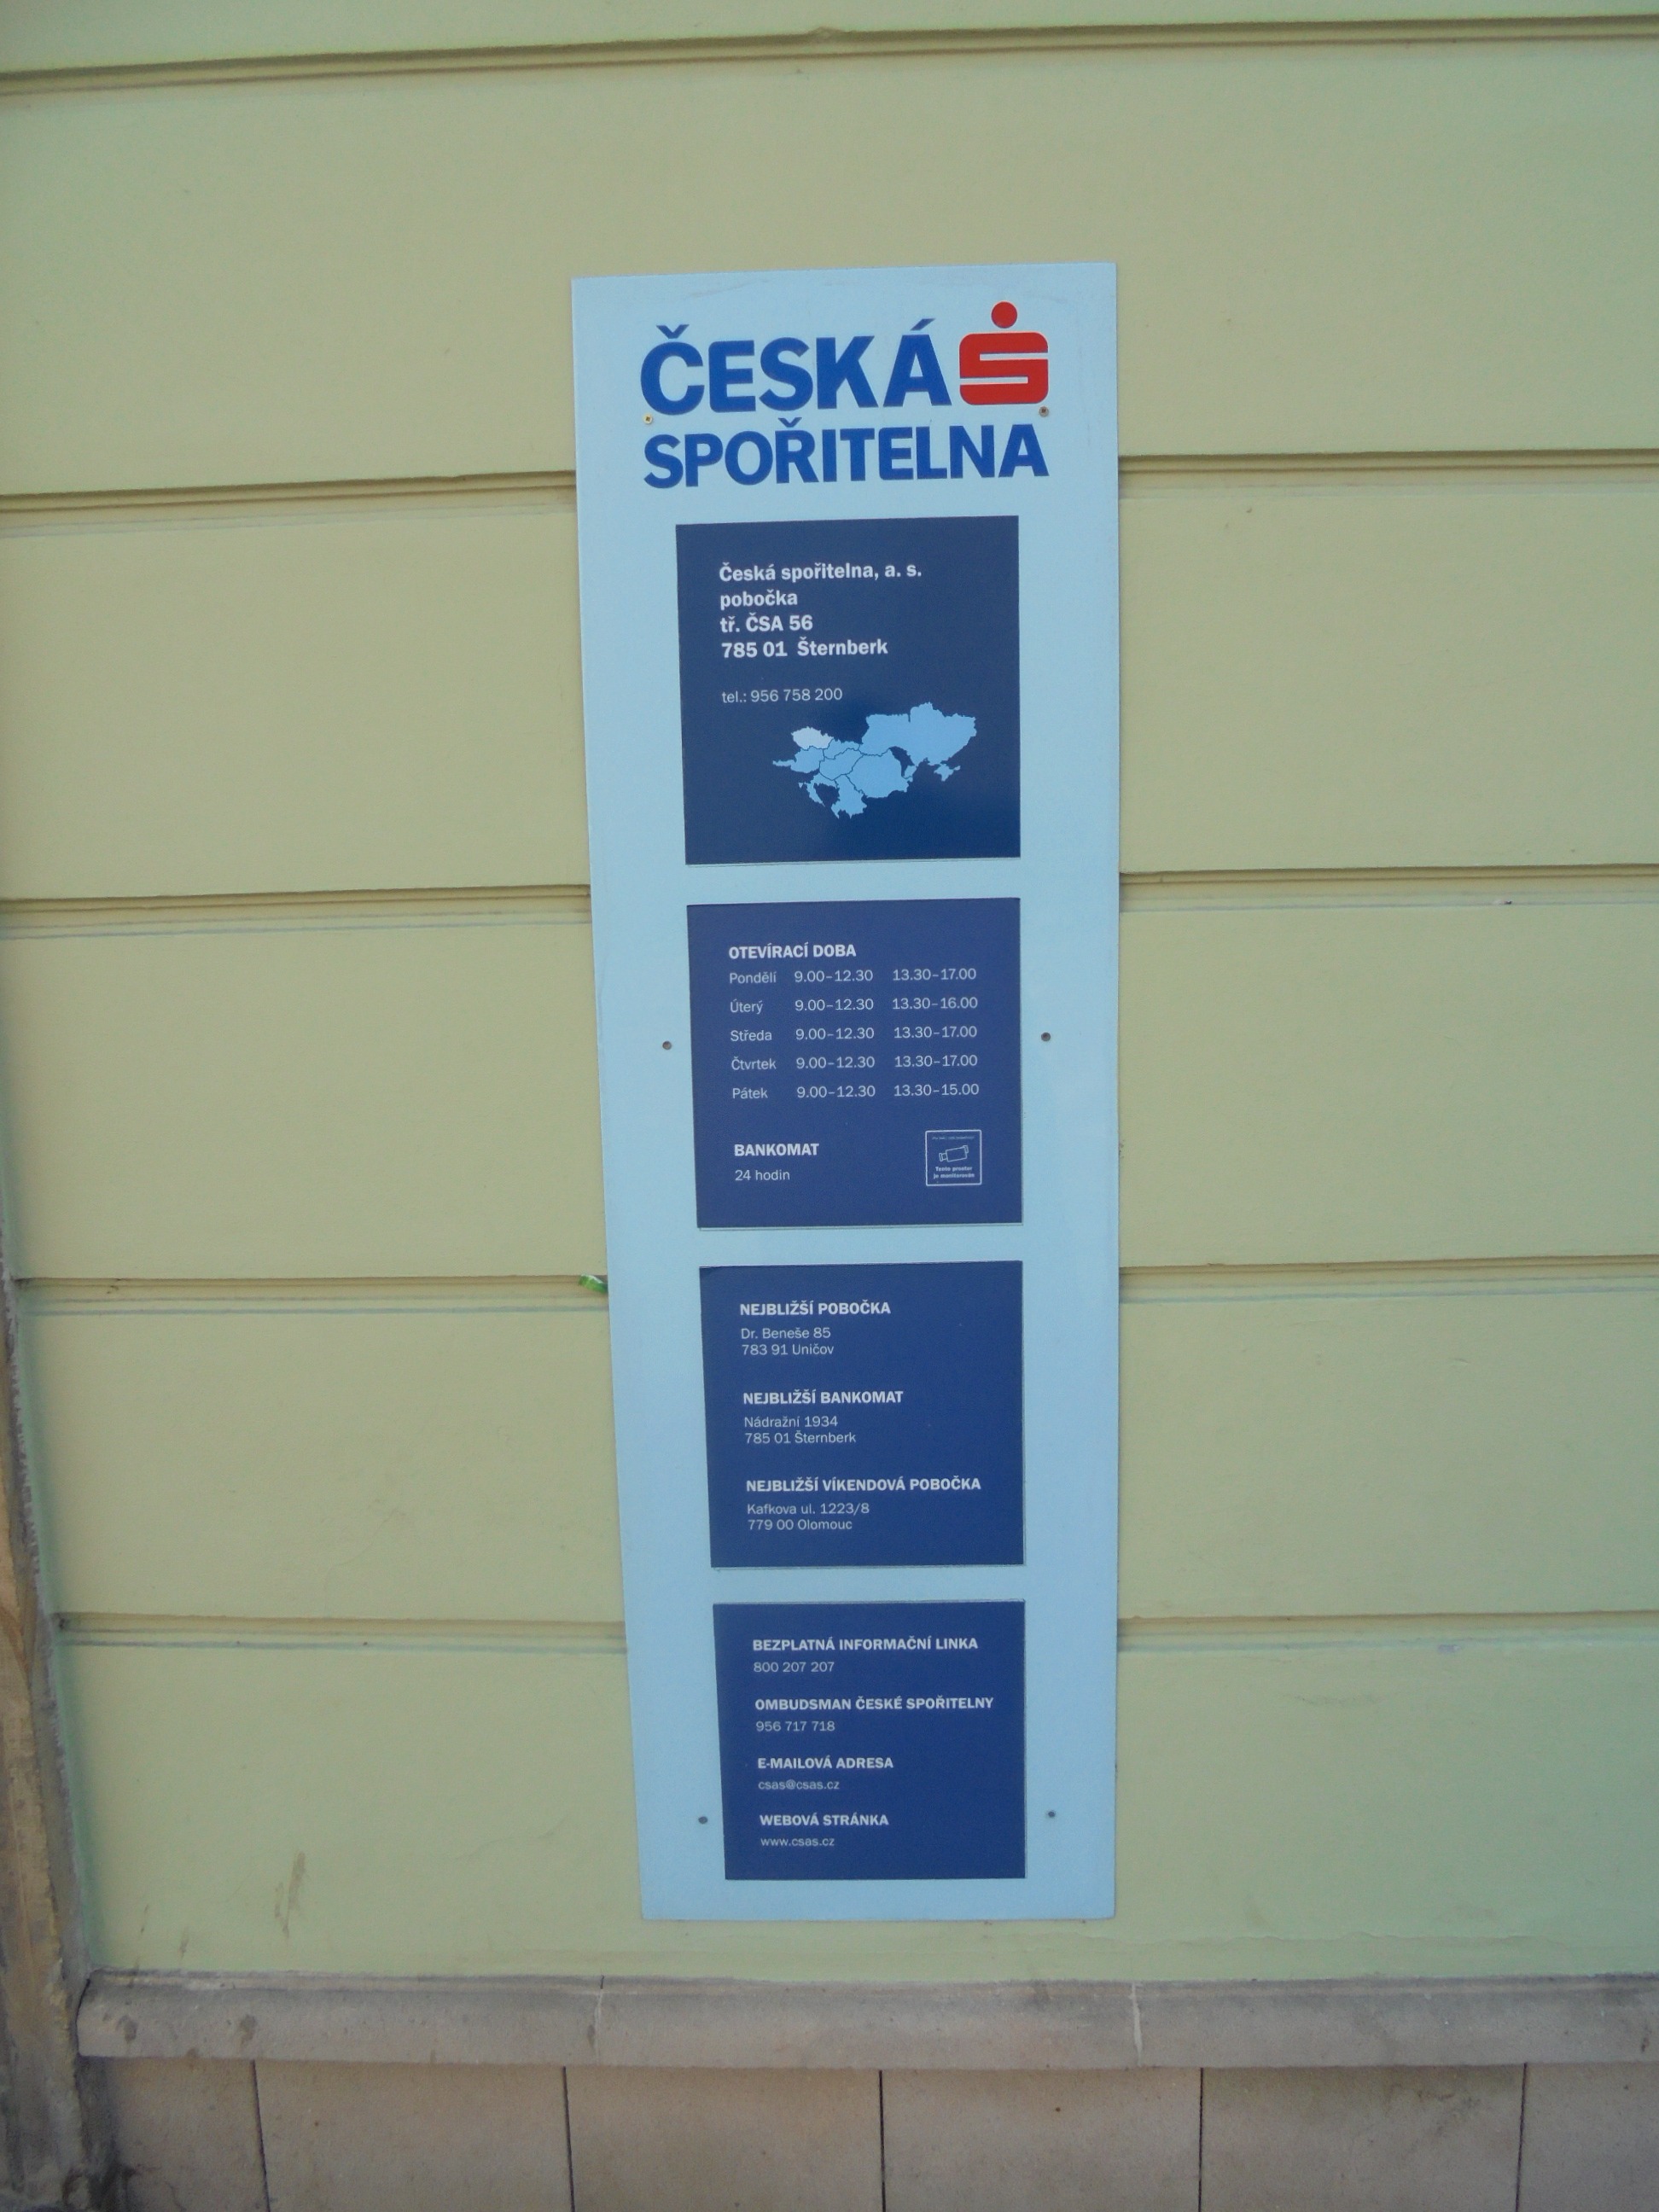 ČESKÁ
SPOŘITELNA
Česká spořitelna, a. s.
pobočka
tř. ČSA 56
785 01 Šternberk
tel.: 956 758 200
OTEVÍRACÍ DOBA
Pondělí 9.00–12.30 13.30–17.00
Úterý 9.00–12.30 13.30–16.00
Středa 9.00–12.30 13.30–17.00
Čtvrtek 9.00–12.30 13.30–17.00
Pátek 9.00–12.30 13.30–15.00
BANKOMAT
24 hodin
Tento prostor
je monitorován
NEJBLIŽŠÍ POBOČKA
Dr. Beneše 85
783 91 Uničov
NEJBLIŽŠÍ BANKOMAT
Nádražní 1934
785 01 Šternberk
NEJBLIŽŠÍ VÍKENDOVÁ POBOČKA
Kafkova ul. 1223/8
779 00 Olomouc
BEZPLATNÁ INFORMAČNÍ LINKA
800 207 207
OMBUDSMAN ČESKÉ SPOŘITELNY
956 717 718
E-MAILOVÁ ADRESA
csas@csas.cz
WEBOVÁ STRÁNKA
www.csas.cz